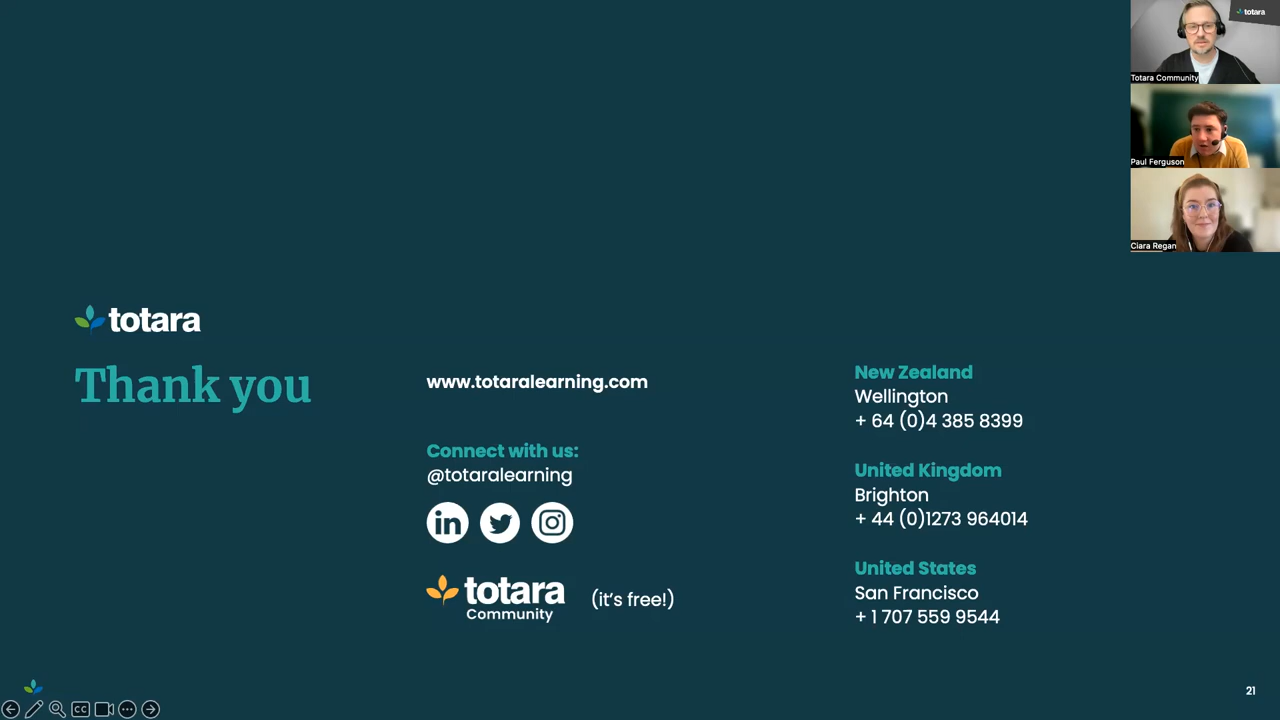 totara
Totara Community
Paul Ferguson
Ciara Regan
totara
Thank you
www.totaralearning.com
Connect with us:
@totaralearning
in
totara
Community
(it's free!)
New Zealand
Wellington
+ 64 (0)4 385 8399
United Kingdom
Brighton
+ 44 (0)1273 964014
United States
San Francisco
+ 1 707 559 9544
CC
21